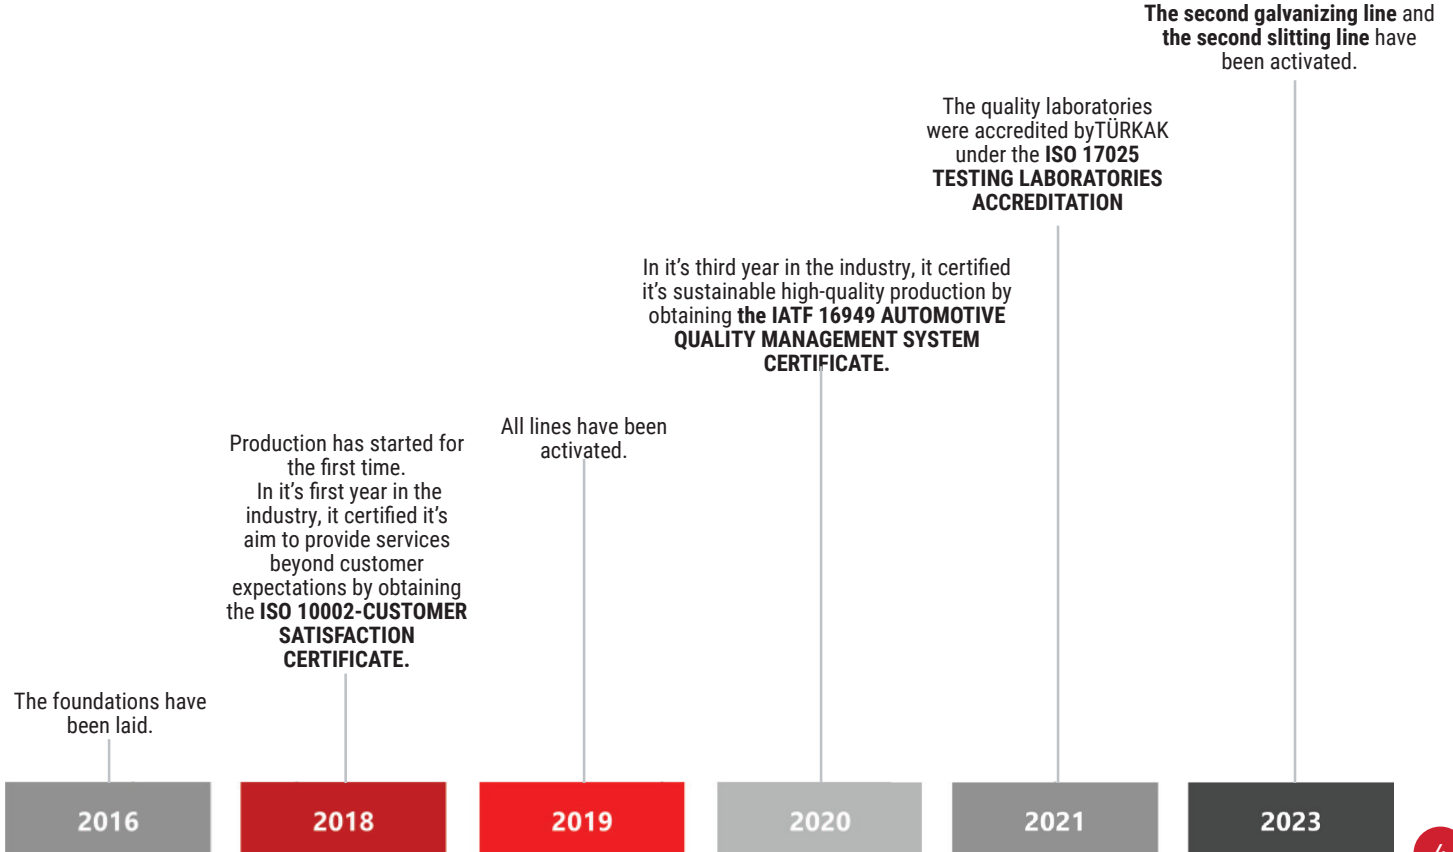 The foundations have
been laid.
2016
Production has started for
the first time.
In it's first year in the
industry, it certified it's
aim to provide services
beyond customer
expectations by obtaining
the ISO 10002-CUSTOMER
SATISFACTION
CERTIFICATE.
2018
All lines have been
activated.
2019
In it's third year in the industry, it certified
it's sustainable high-quality production by
obtaining the IATF 16949 AUTOMOTIVE
QUALITY MANAGEMENT SYSTEM
CERTIFICATE.
2020
The quality laboratories
were accredited byTÜRKAK
under the ISO 17025
TESTING LABORATORIES
ACCREDITATION
2021
The second galvanizing line and
the second slitting line have
been activated.
2023